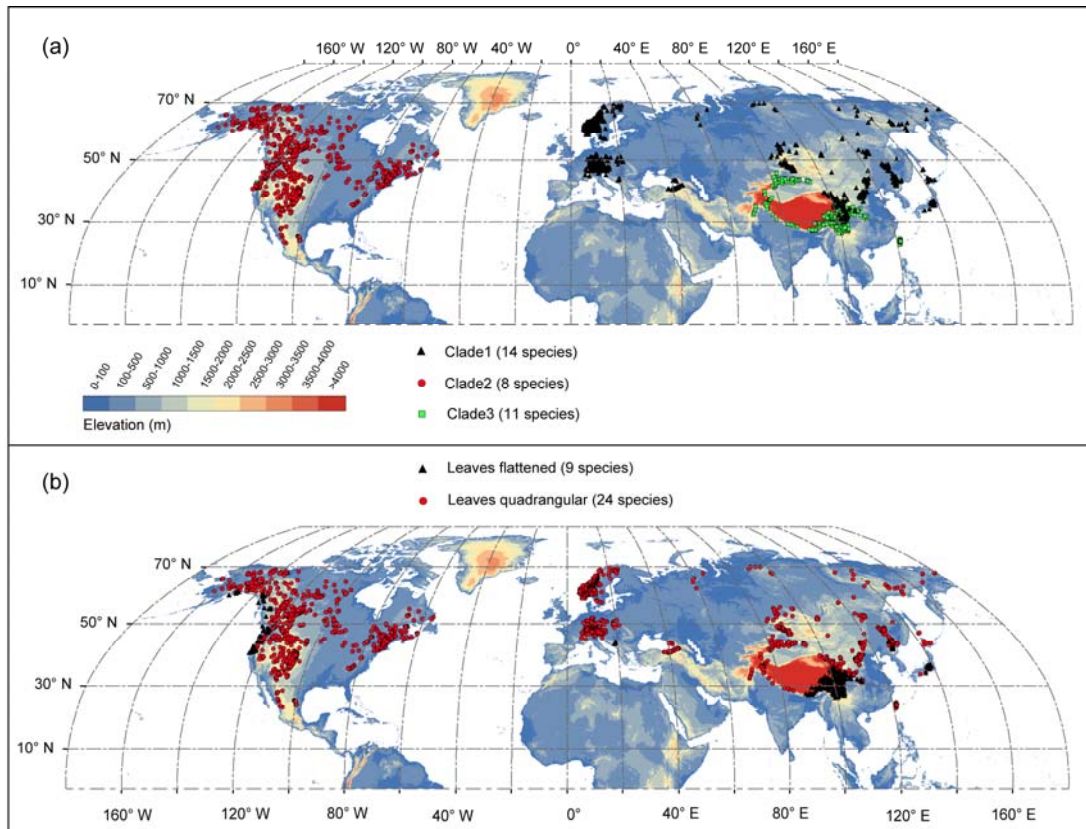 (a)
160° W 120° W 80° W 40° W 0° 40° E 80° E 120° E 160° E
70° N
50° N
30° N
10° N
0-100 100-500 500-1000 1000-1500 1500-2000 2000-2500 2500-3000 3000-3500 3500-4000 >4000
Elevation (m)
Clade1 (14 species)
Clade2 (8 species)
Clade3 (11 species)
(b)
Leaves flattened (9 species)
Leaves quadrangular (24 species)
70° N
50° N
30° N
10° N
160° W 120° W 80° W 40° W 0° 40° E 80° E 120° E 160° E